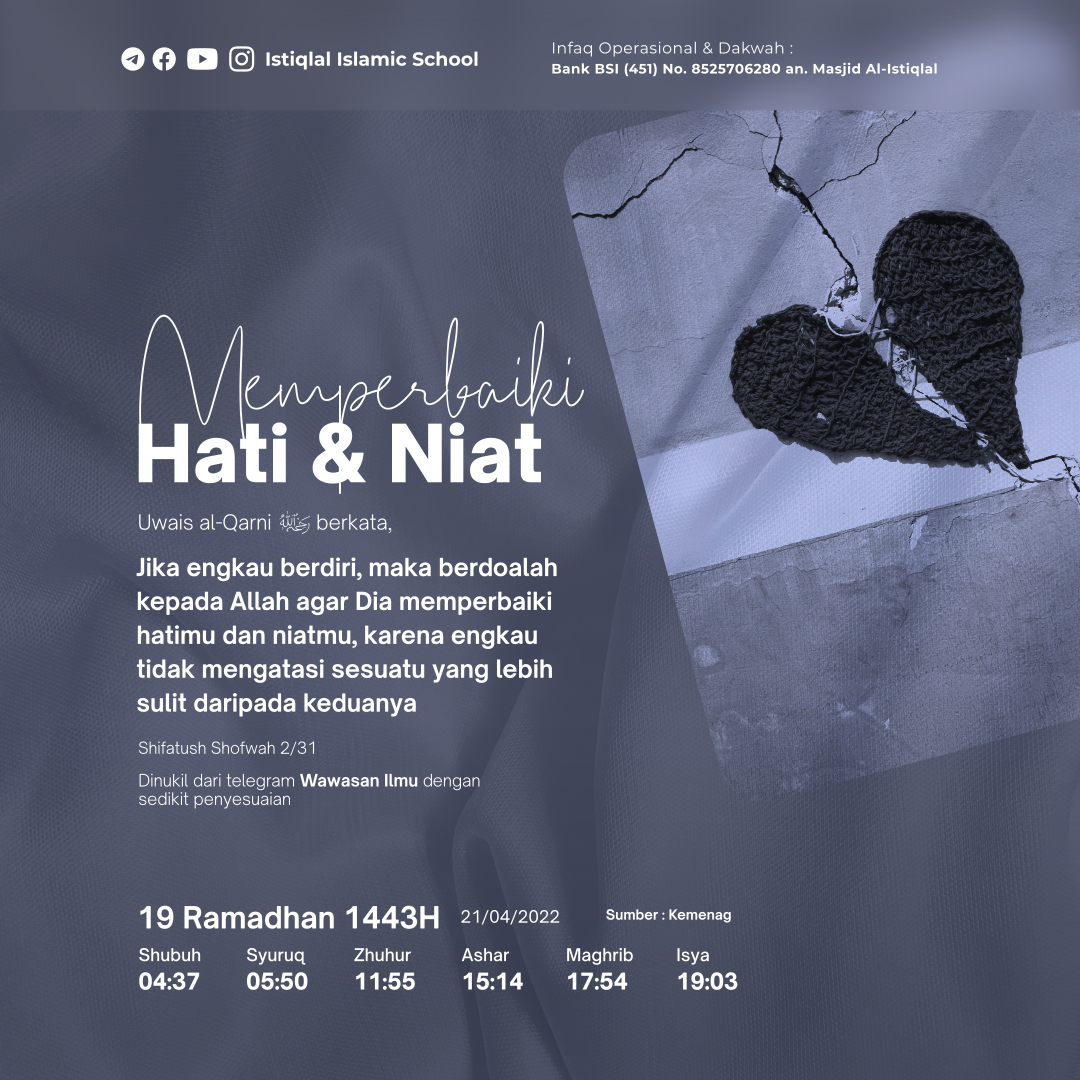 Istiqlal Islamic School
Infaq Operasional & Dakwah :
Bank BSI (451) No. 8525706280 an. Masjid Al-Istiqlal
Memperbaiki
Hati & Niat
Uwais al-Qarni رحمه الله berkata,
Jika engkau berdiri, maka berdoalah
kepada Allah agar Dia memperbaiki
hatimu dan niatmu, karena engkau
tidak mengatasi sesuatu yang lebih
sulit daripada keduanya
Shifatush Shofwah 2/31
Dinukil dari telegram Wawasan Ilmu dengan
sedikit penyesuaian
19 Ramadhan 1443H 21/04/2022 Sumber : Kemenag
Shubuh Syuruq Zhuhur Ashar Maghrib Isya
04:37 05:50 11:55 15:14 17:54 19:03